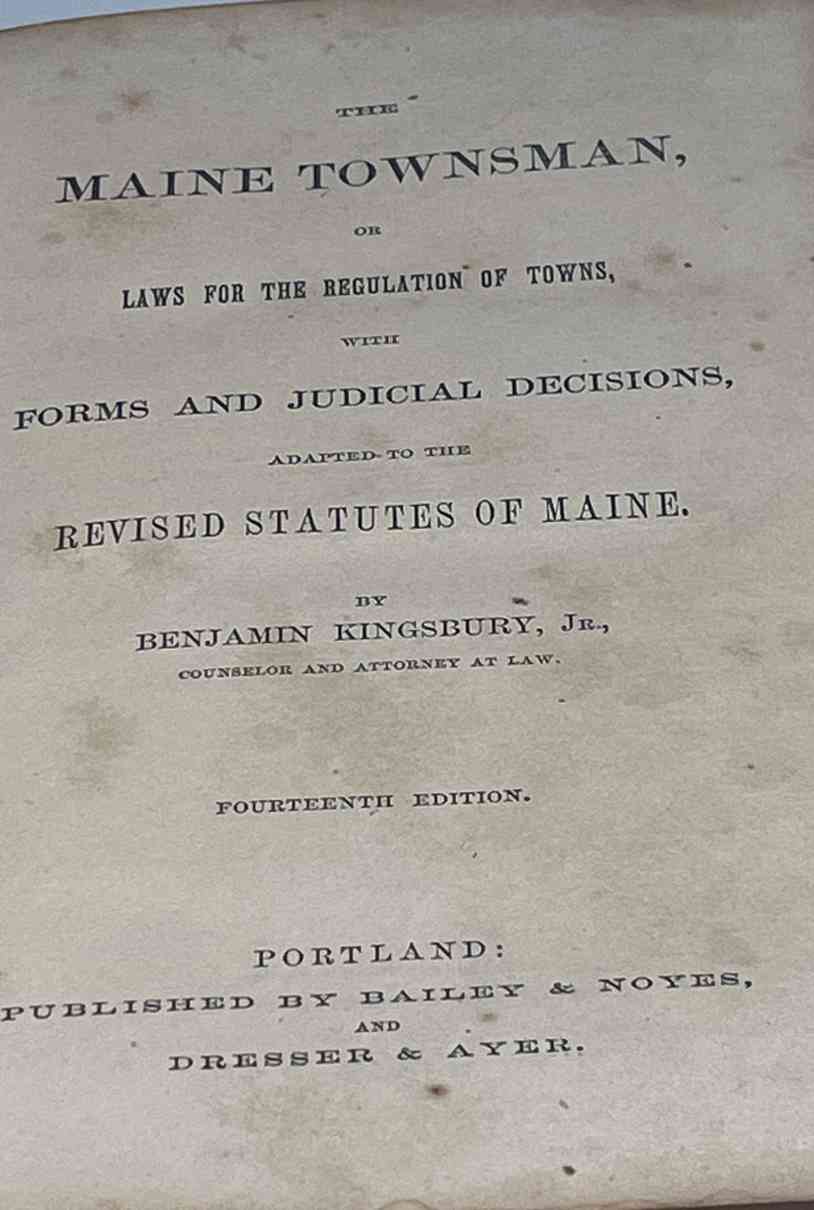 THE
MAINE TOWNSMAN,
OR
LAWS FOR THE REGULATION OF TOWNS,
WITH
FORMS AND JUDICIAL DECISIONS,
ADAPTED TO THE
REVISED STATUTES OF MAINE.
BY
BENJAMIN KINGSBURY, JR.,
COUNSELOR AND ATTORNEY AT LAW.
FOURTEENTH EDITION.
PORTLAND:
PUBLISHED BY BAILEY & NOYES,
AND
DRESSER & AYER.